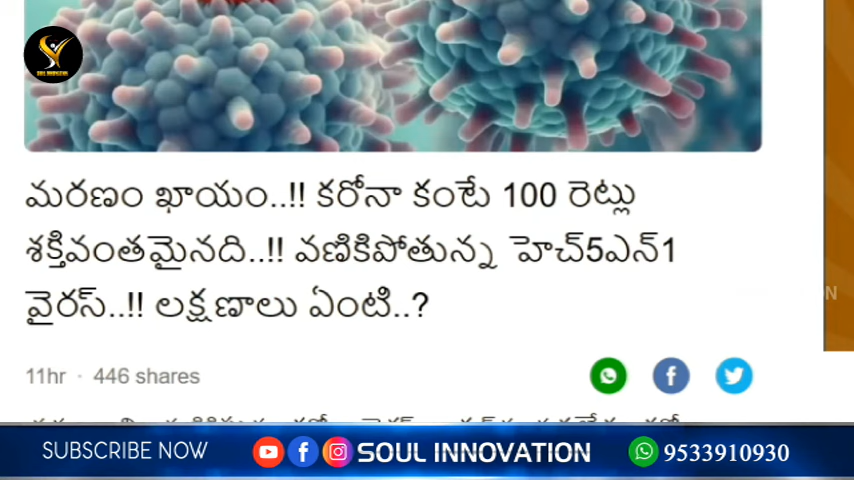 మరణం ఖాయం..!! కరోనా కంటే 100 రెట్లు
శక్తివంతమైనది..!! వణికిపోతున్న హెచ్5ఎన్1
వైరస్..!! లక్షణాలు ఏంటి..?
11hr · 446 shares
SUBSCRIBE NOW
SOUL INNOVATION
9533910930